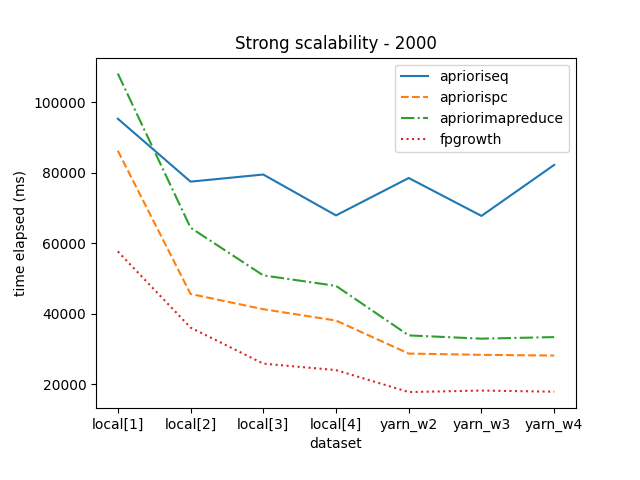 Strong scalability - 2000
aprioriseq
apriorispc
apriorimapreduce
fpgrowth
time elapsed (ms)
100000
80000
60000
40000
20000
local[1] local[2] local[3] local[4] yarn_w2 yarn_w3 yarn_w4
dataset